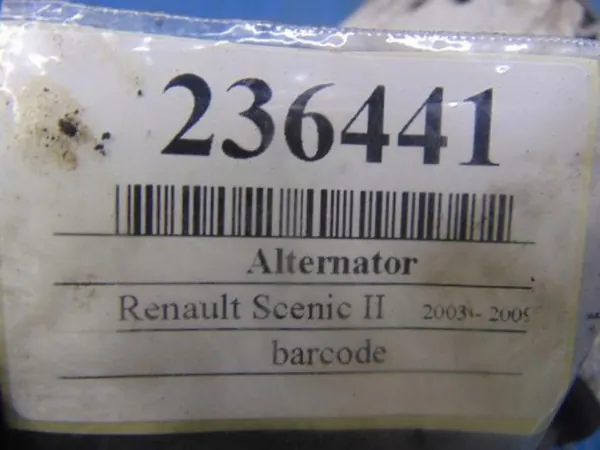 236441
Alternator
Renault Scenic II 2003 - 2009
barcode